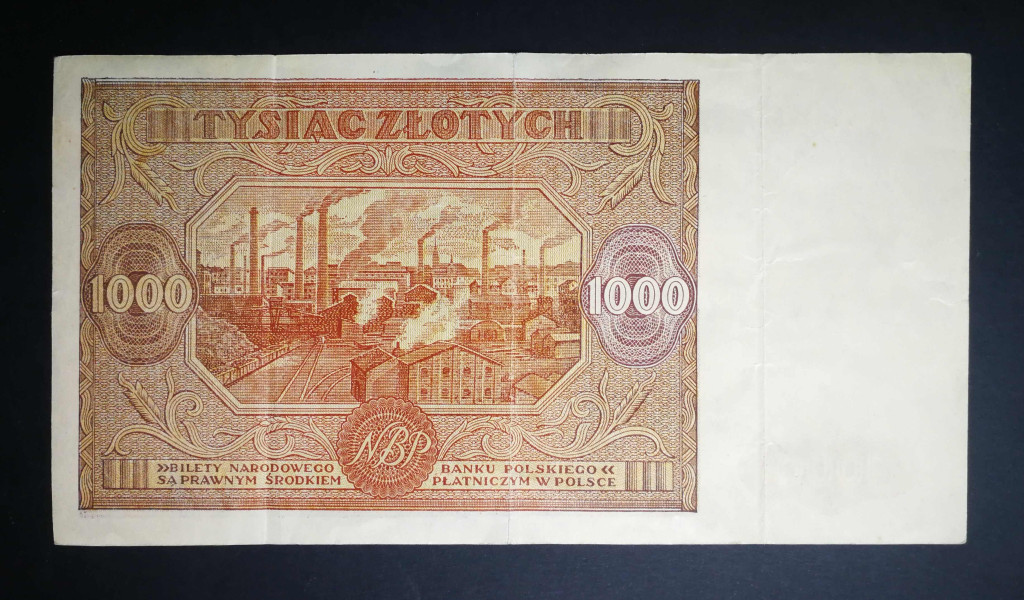 TYSIĄC ZŁOTYCH
1000
1000
NBP
»BILETY NARODOWEGO BANKU POLSKIEGO«
SĄ PRAWNYM ŚRODKIEM PŁATNICZYM W POLSCE